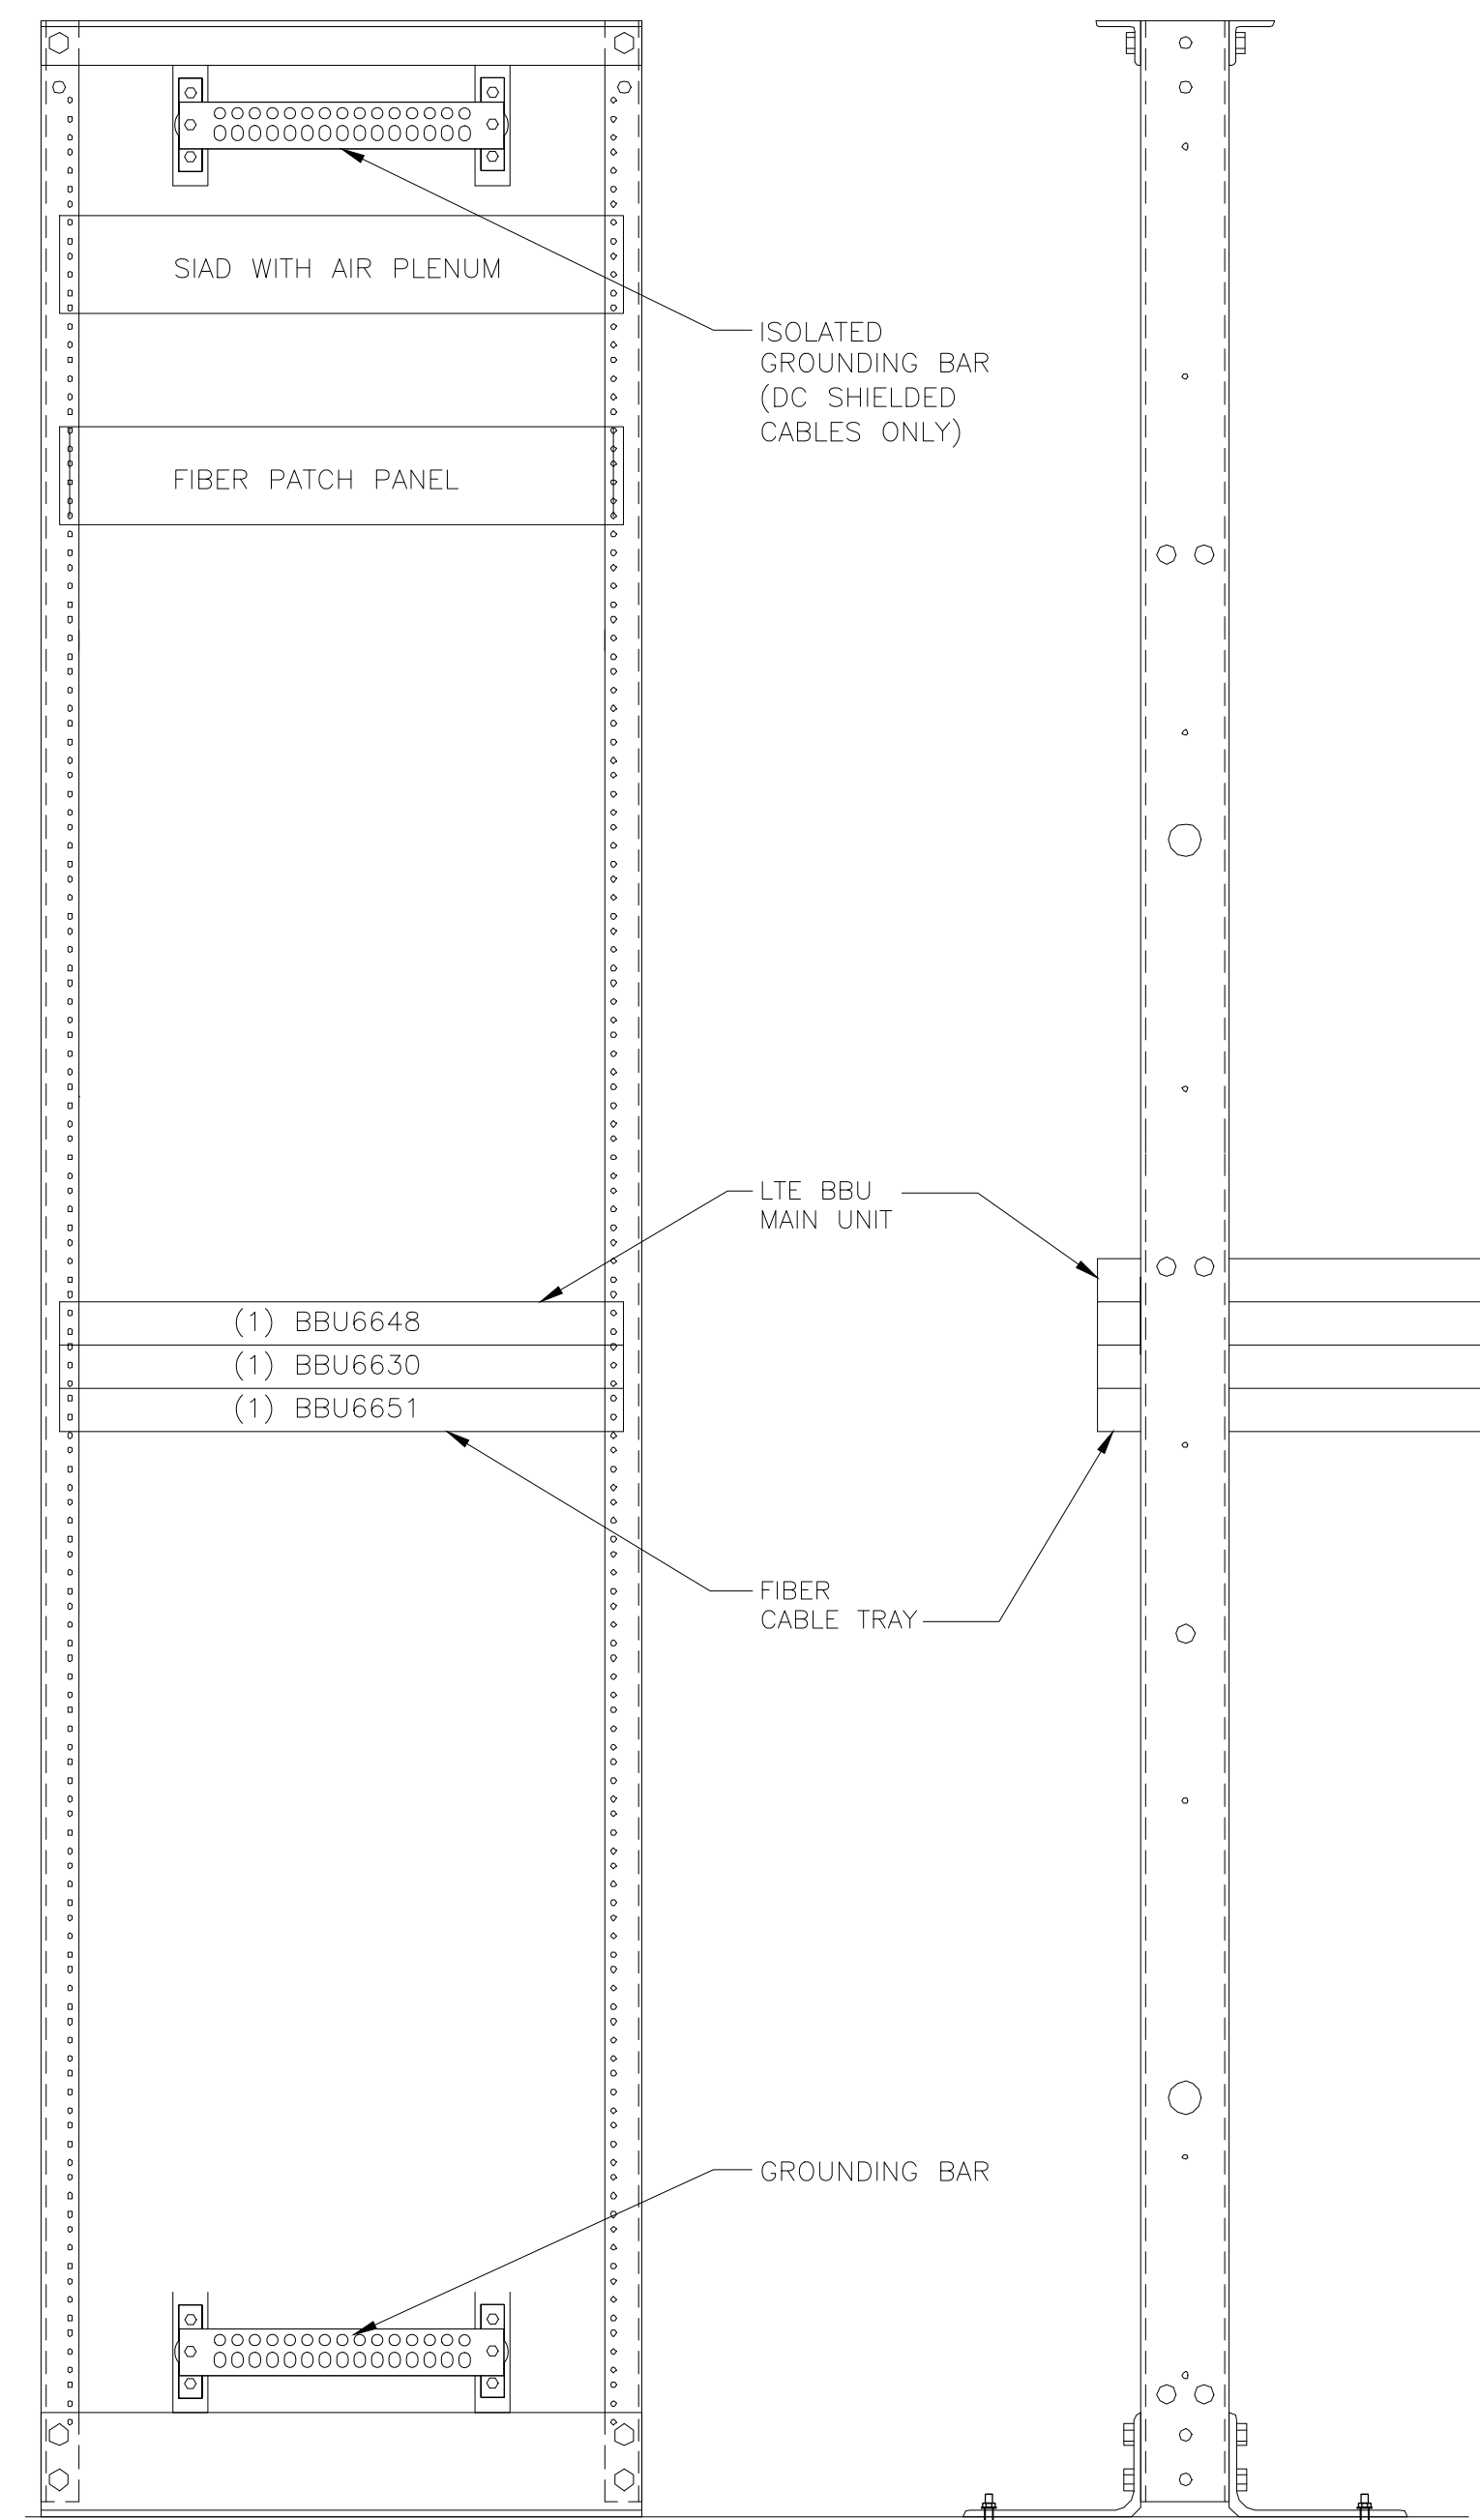 SIAD WITH AIR PLENUM
ISOLATED
GROUNDING BAR
(DC SHIELDED
CABLES ONLY)
FIBER PATCH PANEL
LTE BBU
MAIN UNIT
(1) BBU6648
(1) BBU6630
(1) BBU6651
FIBER
CABLE TRAY
GROUNDING BAR